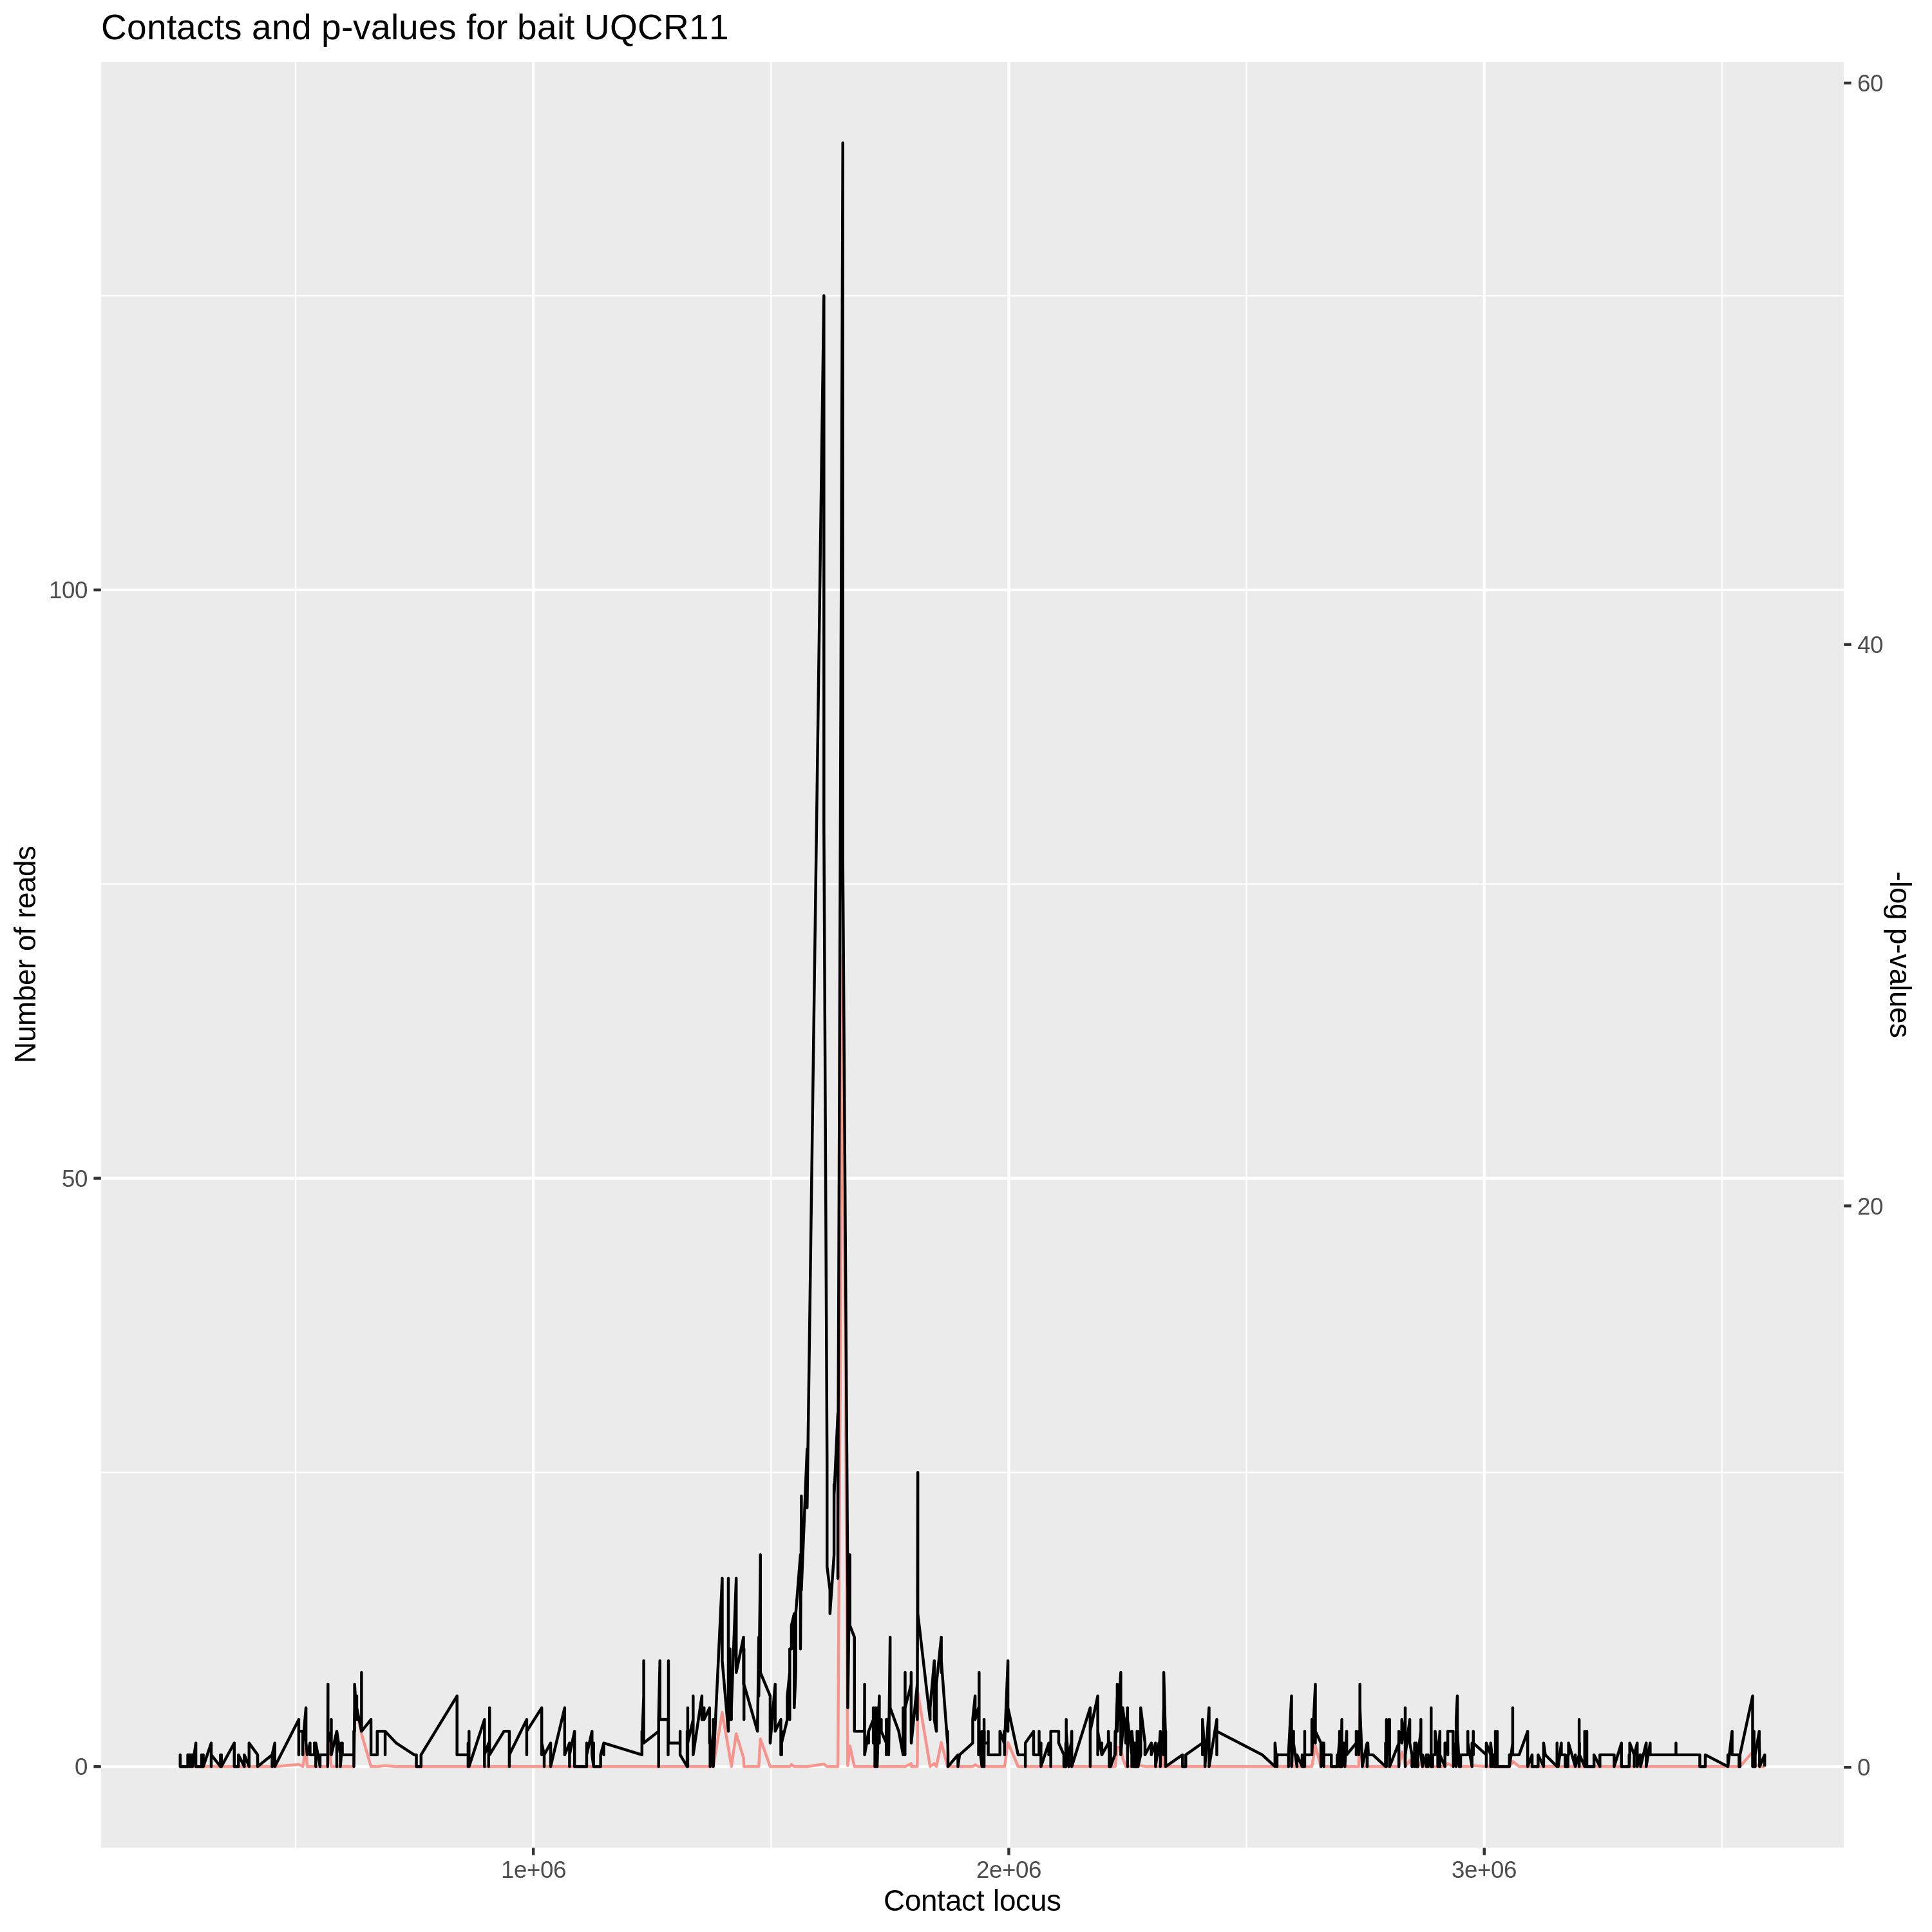 Contacts and p-values for bait UQCR11
60
100
40
Number of reads
-log p-values
50
20
0
0
1e+06
2e+06
3e+06
Contact locus